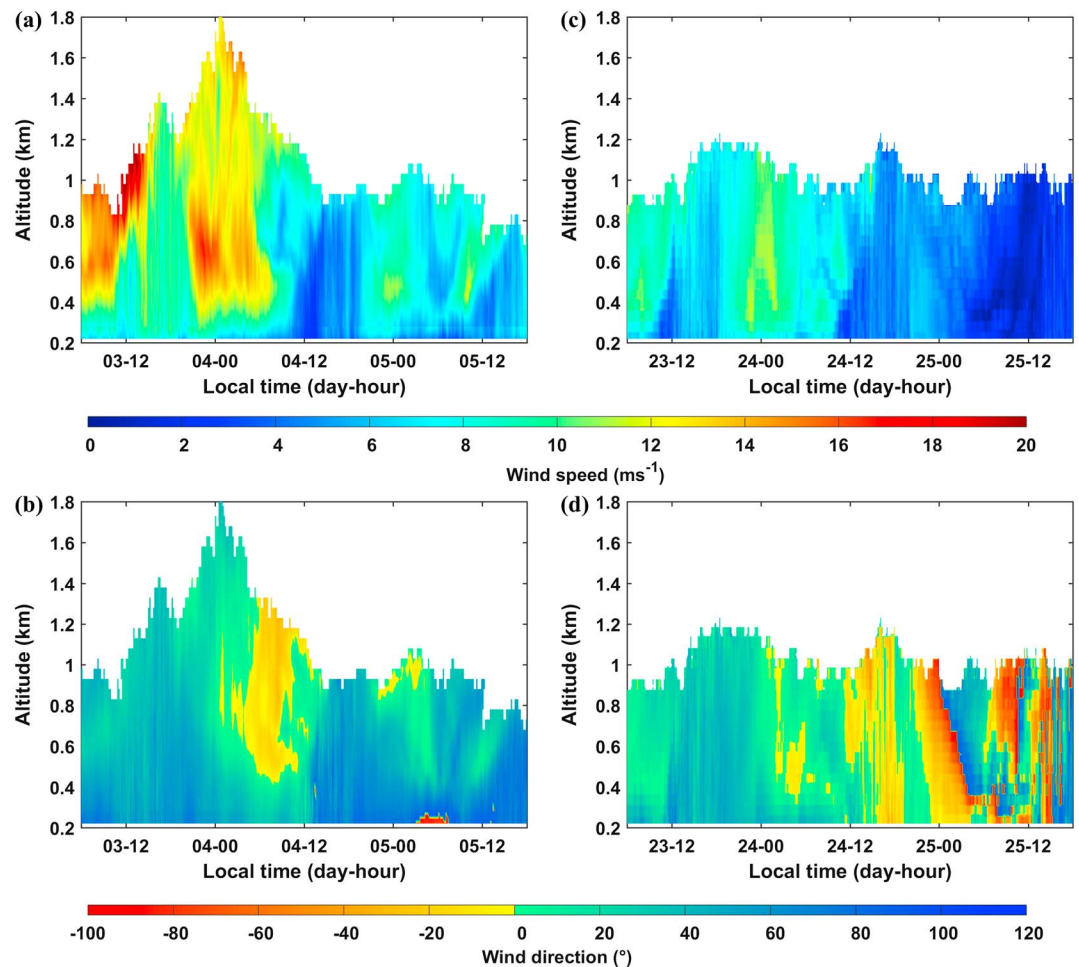 (a)
1.8
1.6
1.4
1.2
1
0.8
0.6
0.4
0.2
Altitude (km)
03-12 04-00 04-12 05-00 05-12
Local time (day-hour)
(c)
1.8
1.6
1.4
1.2
1
0.8
0.6
0.4
0.2
Altitude (km)
23-12 24-00 24-12 25-00 25-12
Local time (day-hour)
0 2 4 6 8 10 12 14 16 18 20
Wind speed (ms-1)
(b)
1.8
1.6
1.4
1.2
1
0.8
0.6
0.4
0.2
Altitude (km)
03-12 04-00 04-12 05-00 05-12
Local time (day-hour)
(d)
1.8
1.6
1.4
1.2
1
0.8
0.6
0.4
0.2
Altitude (km)
23-12 24-00 24-12 25-00 25-12
Local time (day-hour)
-100 -80 -60 -40 -20 0 20 40 60 80 100 120
Wind direction (°)